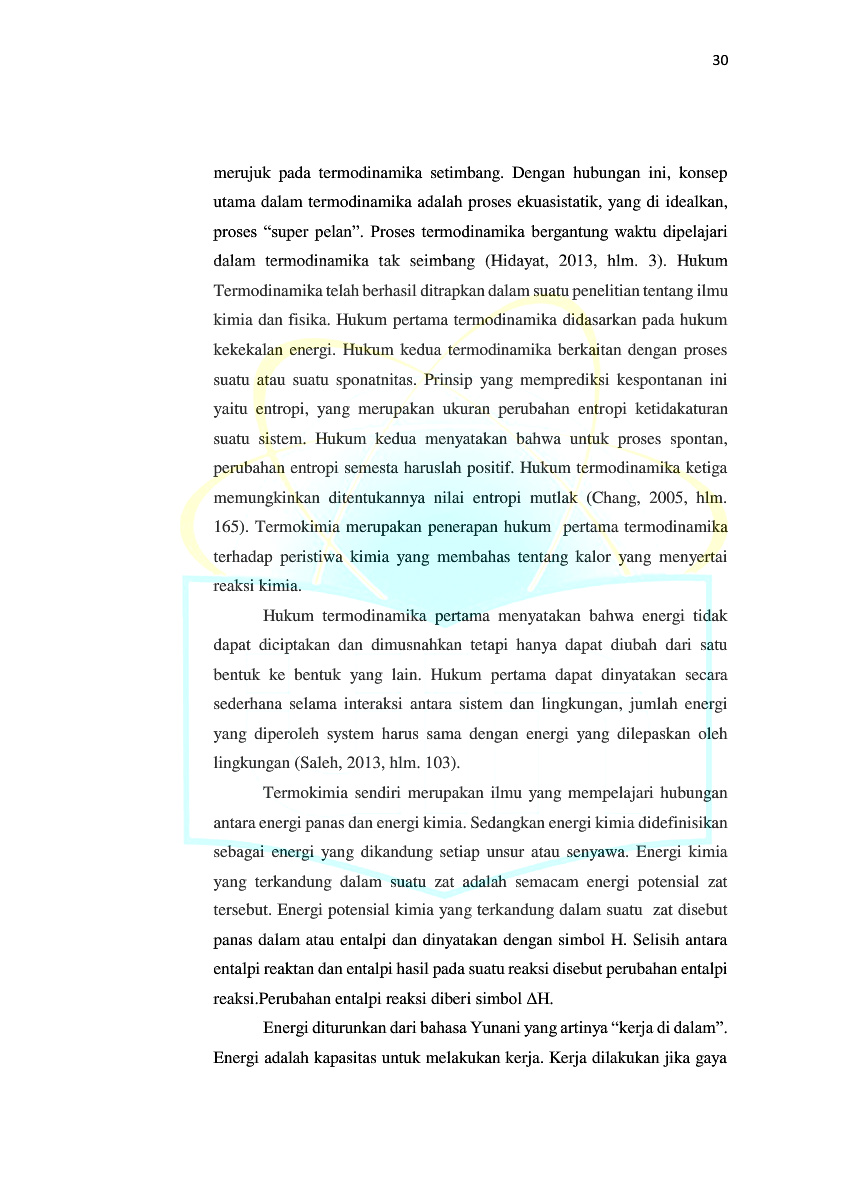 30
merujuk pada termodinamika setimbang. Dengan hubungan ini, konsep
utama dalam termodinamika adalah proses ekuasistatik, yang di idealkan,
proses “super pelan”. Proses termodinamika bergantung waktu dipelajari
dalam termodinamika tak seimbang (Hidayat, 2013, hlm. 3). Hukum
Termodinamika telah berhasil ditrapkan dalam suatu penelitian tentang ilmu
kimia dan fisika. Hukum pertama termodinamika didasarkan pada hukum
kekekalan energi. Hukum kedua termodinamika berkaitan dengan proses
suatu atau suatu sponatnitas. Prinsip yang memprediksi kespontanan ini
yaitu entropi, yang merupakan ukuran perubahan entropi ketidakaturan
suatu sistem. Hukum kedua menyatakan bahwa untuk proses spontan,
perubahan entropi semesta haruslah positif. Hukum termodinamika ketiga
memungkinkan ditentukannya nilai entropi mutlak (Chang, 2005, hlm.
165). Termokimia merupakan penerapan hukum  pertama termodinamika
terhadap peristiwa kimia yang membahas tentang kalor yang menyertai
reaksi kimia.
Hukum termodinamika pertama menyatakan bahwa energi tidak
dapat diciptakan dan dimusnahkan tetapi hanya dapat diubah dari satu
bentuk ke bentuk yang lain. Hukum pertama dapat dinyatakan secara
sederhana selama interaksi antara sistem dan lingkungan, jumlah energi
yang diperoleh system harus sama dengan energi yang dilepaskan oleh
lingkungan (Saleh, 2013, hlm. 103).
Termokimia sendiri merupakan ilmu yang mempelajari hubungan
antara energi panas dan energi kimia. Sedangkan energi kimia didefinisikan
sebagai energi yang dikandung setiap unsur atau senyawa. Energi kimia
yang terkandung dalam suatu zat adalah semacam energi potensial zat
tersebut. Energi potensial kimia yang terkandung dalam suatu  zat disebut
panas dalam atau entalpi dan dinyatakan dengan simbol H. Selisih antara
entalpi reaktan dan entalpi hasil pada suatu reaksi disebut perubahan entalpi
reaksi.Perubahan entalpi reaksi diberi simbol ΔH.
Energi diturunkan dari bahasa Yunani yang artinya “kerja di dalam”.
Energi adalah kapasitas untuk melakukan kerja. Kerja dilakukan jika gaya